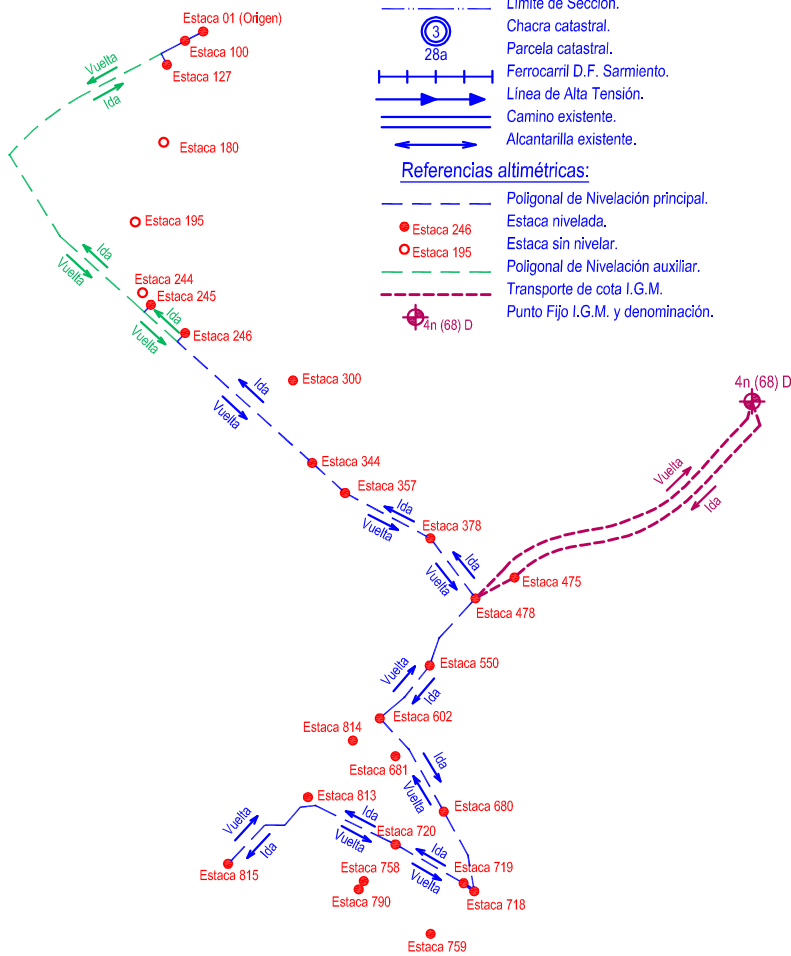 Límite de Sección.
3
Chacra catastral.
28a
Parcela catastral.
Ferrocarril D.F. Sarmiento.
Línea de Alta Tensión.
Camino existente.
Alcantarilla existente.
Referencias altimétricas:
Poligonal de Nivelación principal.
Estaca 246
Estaca nivelada.
Estaca 195
Estaca sin nivelar.
Poligonal de Nivelación auxiliar.
Transporte de cota I.G.M.
4n (68) D
Punto Fijo I.G.M. y denominación.
Estaca 01 (Origen)
Estaca 100
Estaca 127
Vuelta
Ida
Estaca 180
Estaca 195
Ida
Vuelta
Estaca 244
Estaca 245
Ida
Vuelta
Estaca 246
Estaca 300
Ida
Vuelta
4n (68) D
Estaca 344
Estaca 357
Vuelta
Ida
Ida
Vuelta
Estaca 378
Ida
Vuelta
Estaca 475
Estaca 478
Estaca 550
Vuelta
Ida
Estaca 602
Estaca 814
Estaca 681
Ida
Vuelta
Estaca 813
Estaca 680
Vuelta
Ida
Ida
Vuelta
Estaca 720
Estaca 815
Ida
Vuelta
Estaca 719
Estaca 758
Estaca 790
Estaca 718
Estaca 759